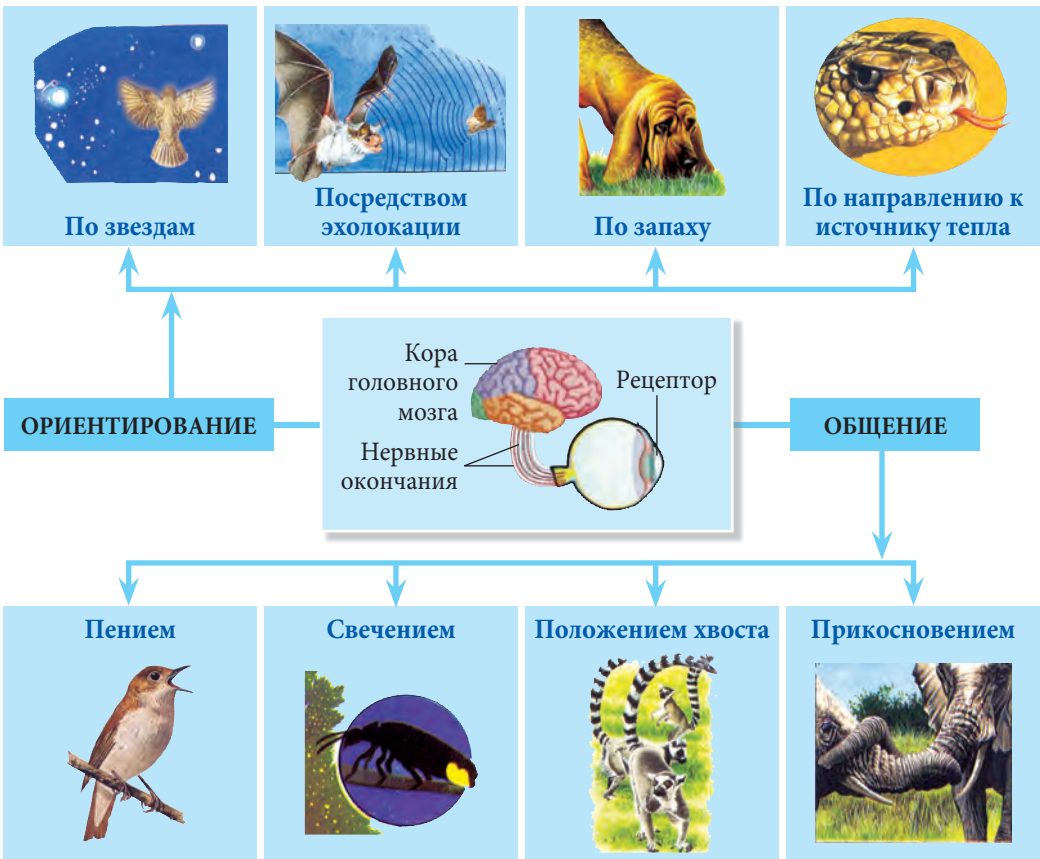 По звездам
Посредством
эхолокации
По запаху
По направлению к
источнику тепла
Кора
головного
мозга
Рецептор
Нервные
окончания
ОРИЕНТИРОВАНИЕ
ОБЩЕНИЕ
Пением
Свечением
Положением хвоста
Прикосновением